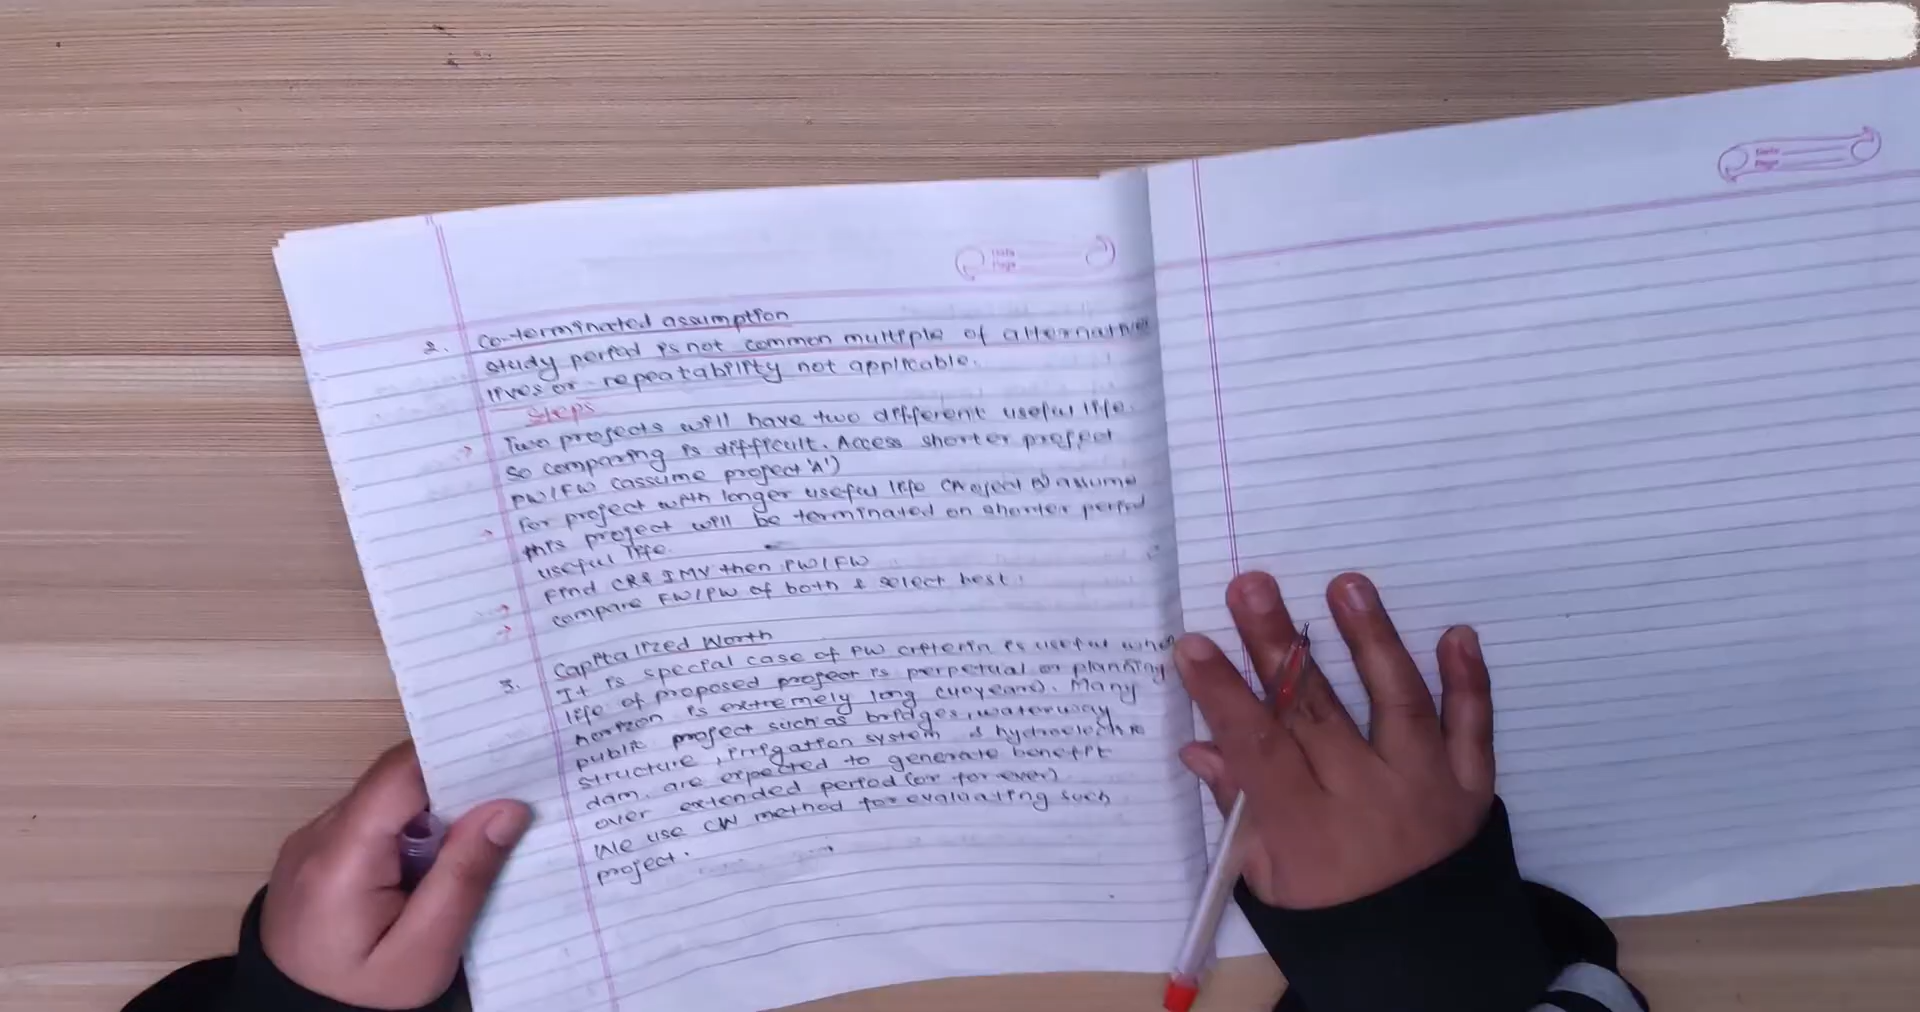 Date
Page
Date
Page
2. Co-terminated assumption
study period is not common multiple of alternative
lives or repeatability not applicable.
Steps
→ Two projects will have two different useful life.
So comparing is difficult. Access shorter project
PW/FW (assume project 'A')
→ For project with longer useful life (Project B) assume
this project will be terminated on shorter period
useful life.
→ Find CR & IMV then PW/FW
→ compare FW/PW of both & select best.
3. Capitalized Worth
It is special case of PW criteria is useful when
life of proposed project is perpetual or planning
horizon is extremely long (40years). Many
public project such as bridges, waterway
structure, irrigation system & hydroelectric
dam. are expected to generate benefit
over extended period (or for ever)
We use CW method for evaluating such
project.